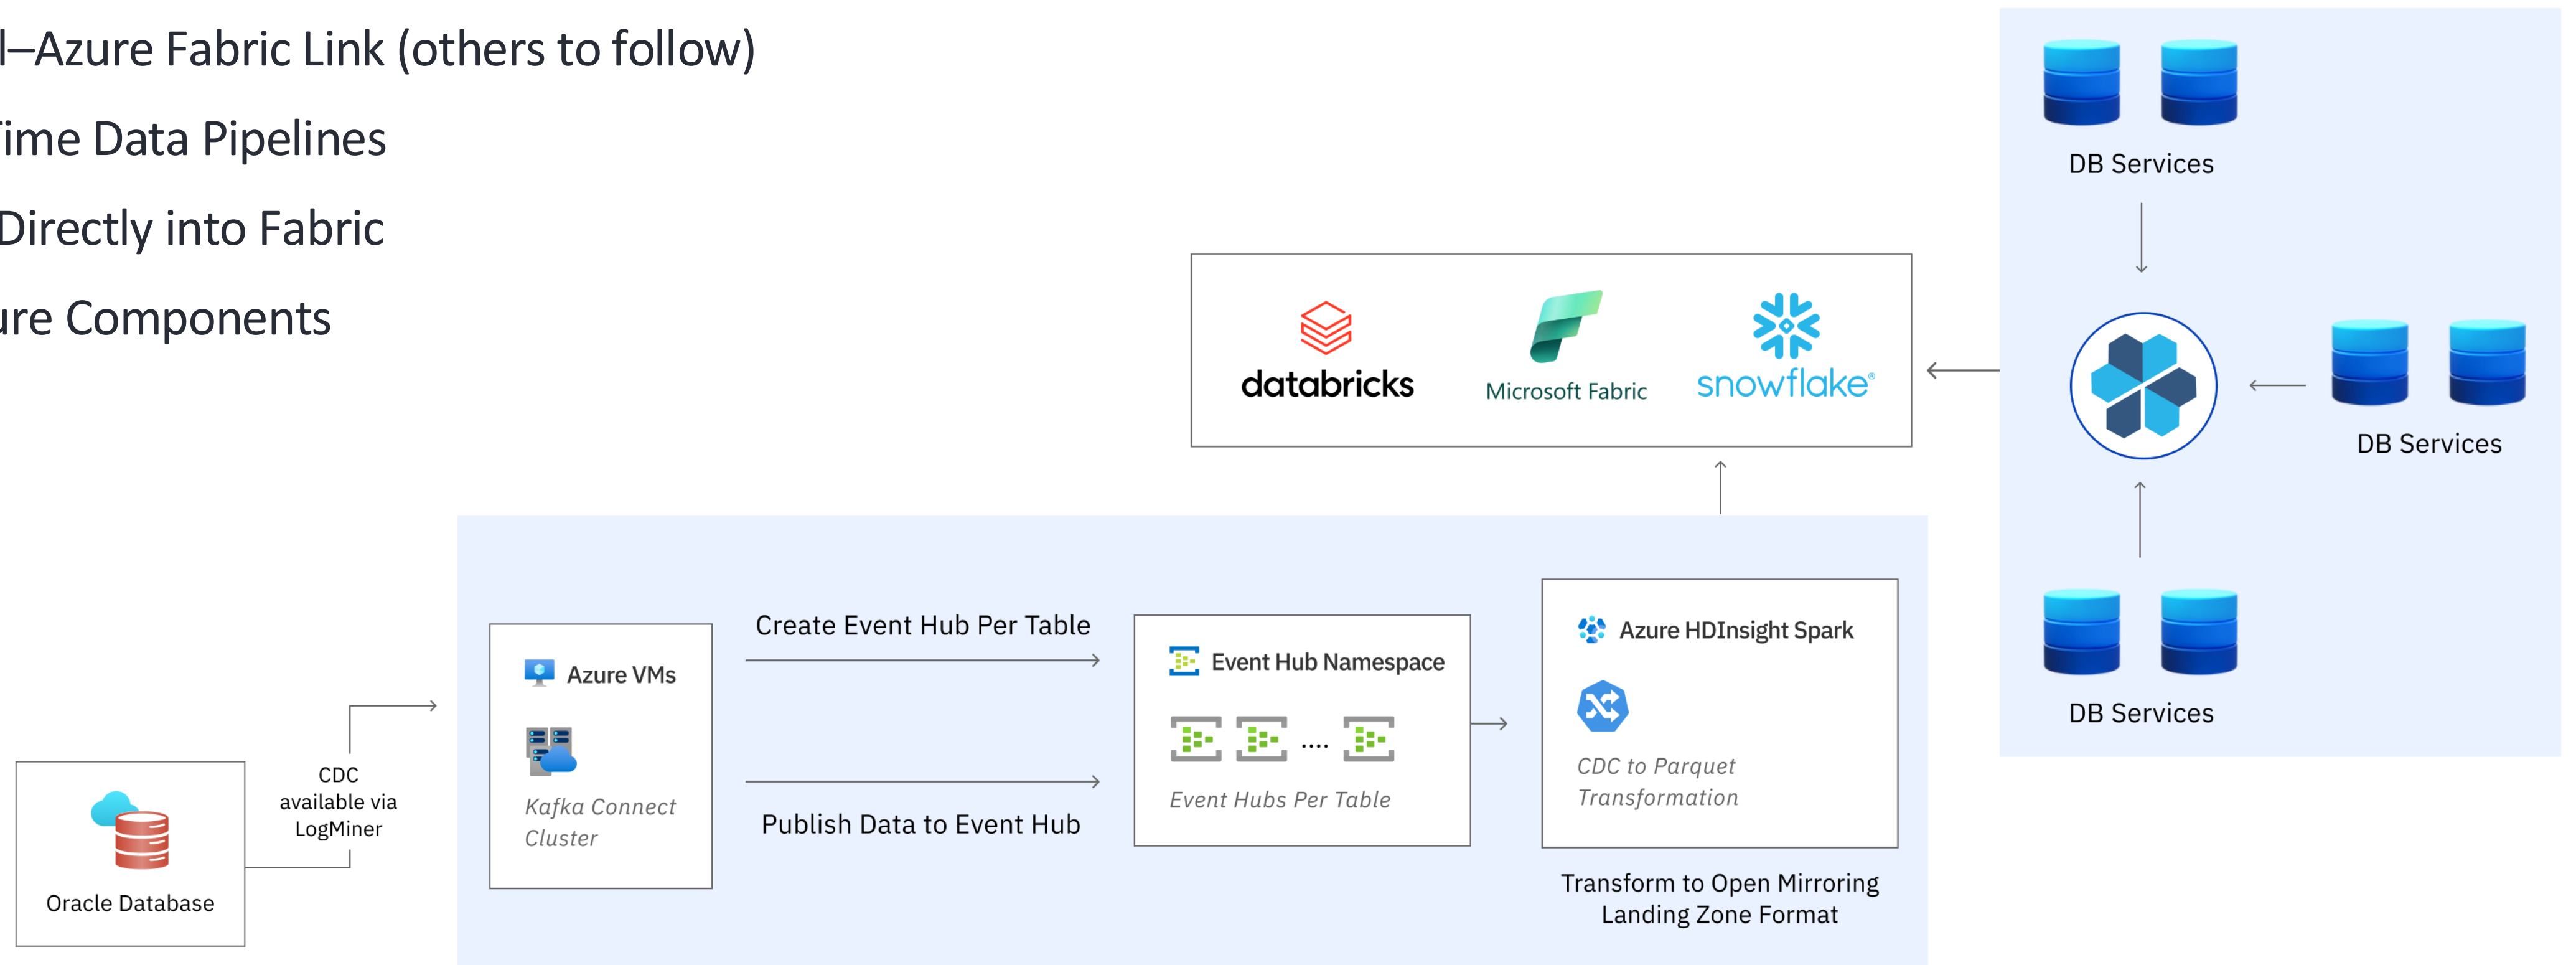 l–Azure Fabric Link (others to follow)
Time Data Pipelines
Directly into Fabric
ure Components
DB Services
databricks
Microsoft Fabric
snowflake®
DB Services
DB Services
Create Event Hub Per Table
Publish Data to Event Hub
Azure VMs
Kafka Connect
Cluster
Event Hub Namespace
....
Event Hubs Per Table
Azure HDInsight Spark
CDC to Parquet
Transformation
Transform to Open Mirroring
Landing Zone Format
CDC
available via
LogMiner
Oracle Database